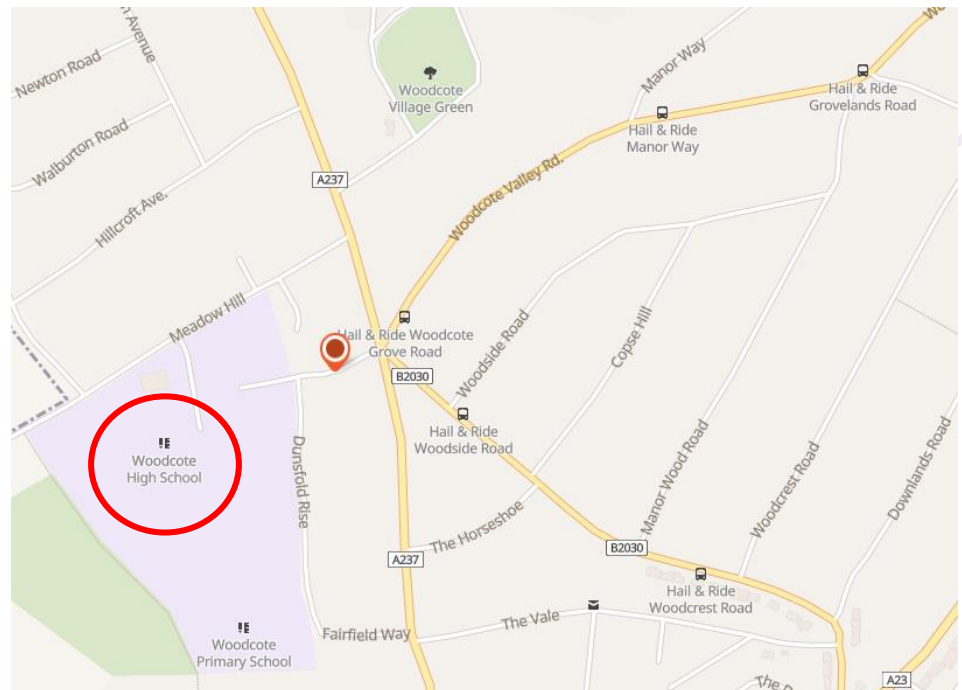 n Avenue
Newton Road
Walburton Road
Hillcroft Ave.
Woodcote
Village Green
Manor Way
Hail & Ride
Grovelands Road
Hail & Ride
Manor Way
A237
Woodcote Valley Rd.
Meadow Hill
Hail & Ride Woodcote
Grove Road
B2030
Woodside Road
Copse Hill
Hail & Ride
Woodside Road
Woodcote
High School
Dunsfold Rise
Manor Wood Road
Woodcrest Road
Downlands Road
The Horseshoe
A237
B2030
Hail & Ride
Woodcrest Road
The Vale
Fairfield Way
Woodcote
Primary School
The
A23